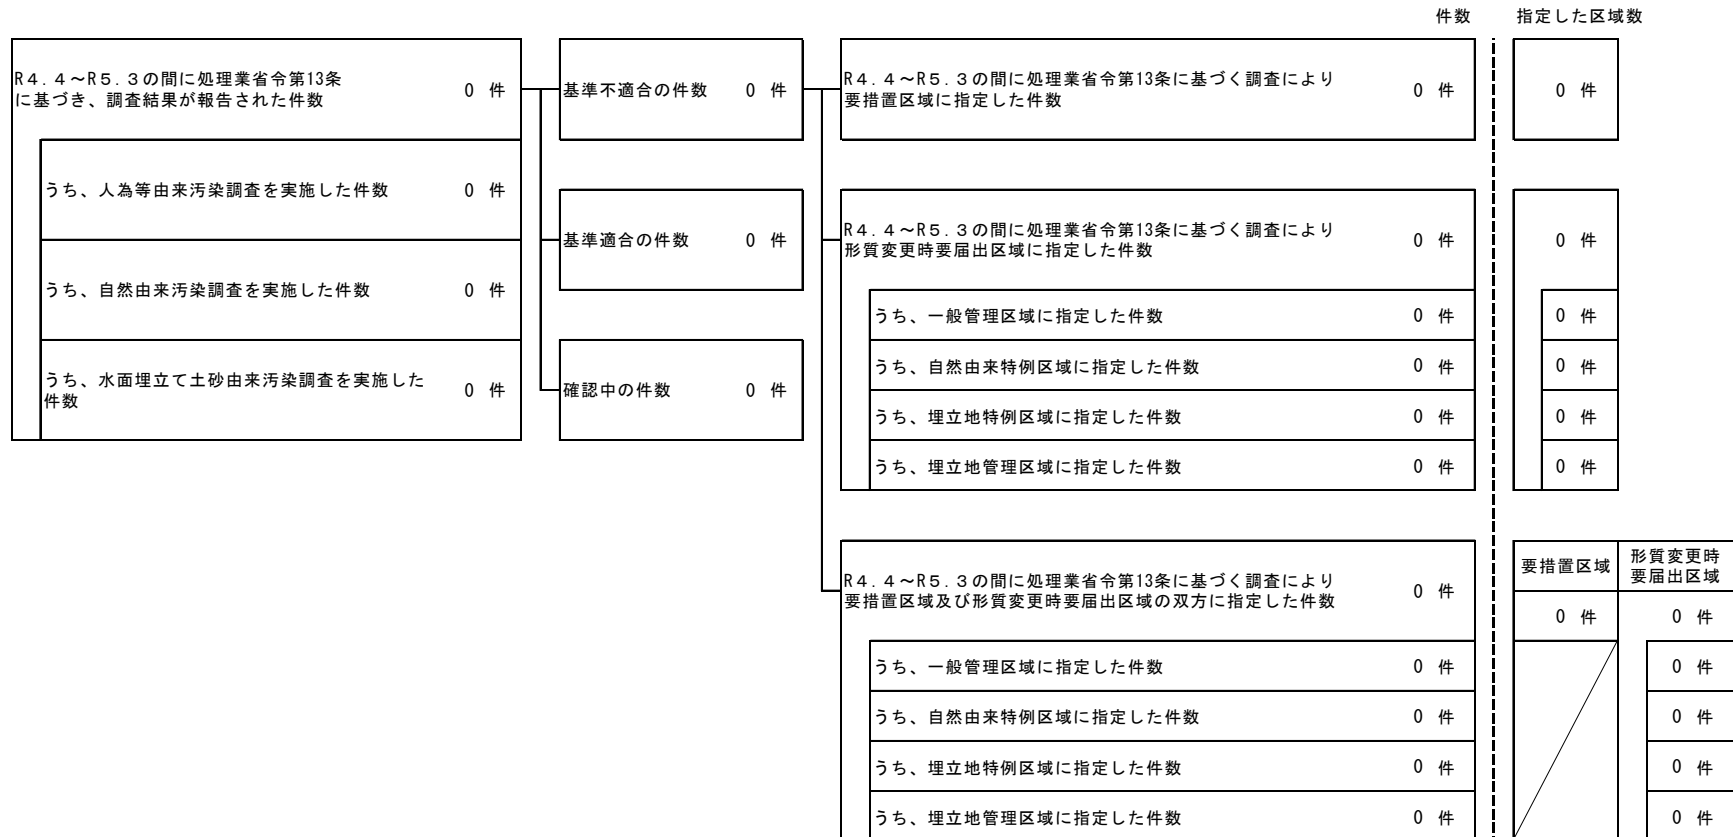 件数 指定した区域数
R４.４～R５.３の間に処理業省令第13条
に基づき、調査結果が報告された件数 0 件
うち、人為等由来汚染調査を実施した件数 0 件
うち、自然由来汚染調査を実施した件数 0 件
うち、水面埋立て土砂由来汚染調査を実施した
件数 0 件
基準不適合の件数 0 件
基準適合の件数 0 件
確認中の件数 0 件
R４.４～R５.３の間に処理業省令第13条に基づく調査により
要措置区域に指定した件数 0 件
0 件
R４.４～R５.３の間に処理業省令第13条に基づく調査により
形質変更時要届出区域に指定した件数 0 件
0 件
うち、一般管理区域に指定した件数 0 件 0 件
うち、自然由来特例区域に指定した件数 0 件 0 件
うち、埋立地特例区域に指定した件数 0 件 0 件
うち、埋立地管理区域に指定した件数 0 件 0 件
R４.４～R５.３の間に処理業省令第13条に基づく調査により
要措置区域及び形質変更時要届出区域の双方に指定した件数 0 件
要措置区域 形質変更時
要届出区域
0 件 0 件
うち、一般管理区域に指定した件数 0 件 0 件
うち、自然由来特例区域に指定した件数 0 件 0 件
うち、埋立地特例区域に指定した件数 0 件 0 件
うち、埋立地管理区域に指定した件数 0 件 0 件